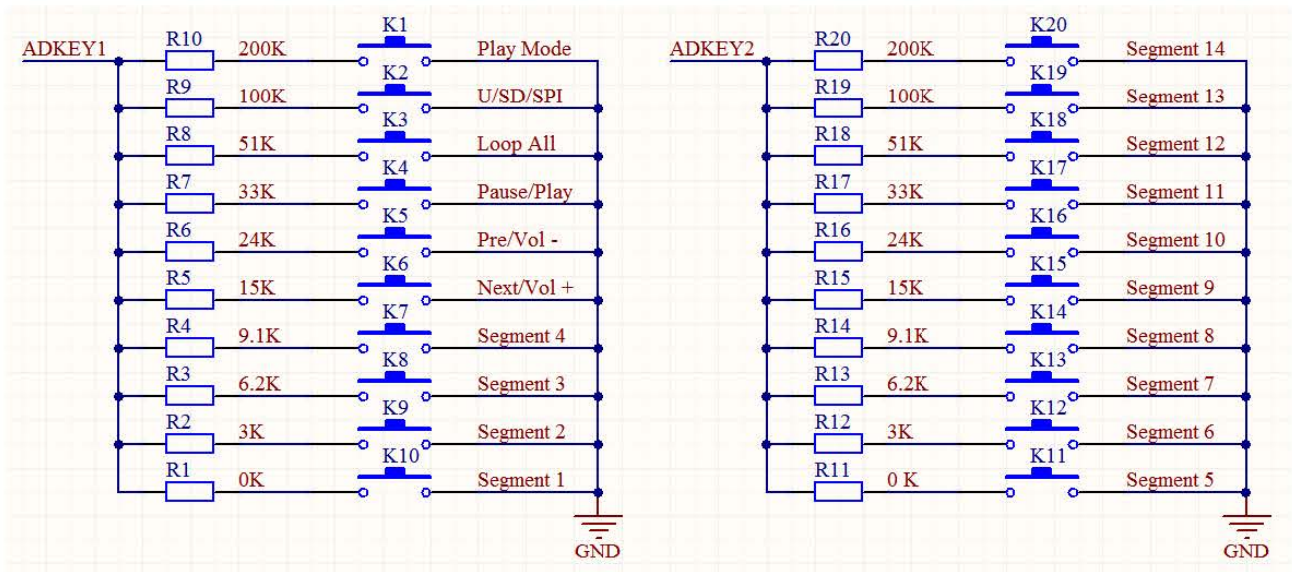 ADKEY1
K1
R10 200K Play Mode
K2
R9 100K U/SD/SPI
K3
R8 51K Loop All
K4
R7 33K Pause/Play
K5
R6 24K Pre/Vol -
K6
R5 15K Next/Vol +
K7
R4 9.1K Segment 4
K8
R3 6.2K Segment 3
K9
R2 3K Segment 2
K10
R1 0K Segment 1
GND
ADKEY2
K20
R20 200K Segment 14
K19
R19 100K Segment 13
K18
R18 51K Segment 12
K17
R17 33K Segment 11
K16
R16 24K Segment 10
K15
R15 15K Segment 9
K14
R14 9.1K Segment 8
K13
R13 6.2K Segment 7
K12
R12 3K Segment 6
K11
R11 0 K Segment 5
GND